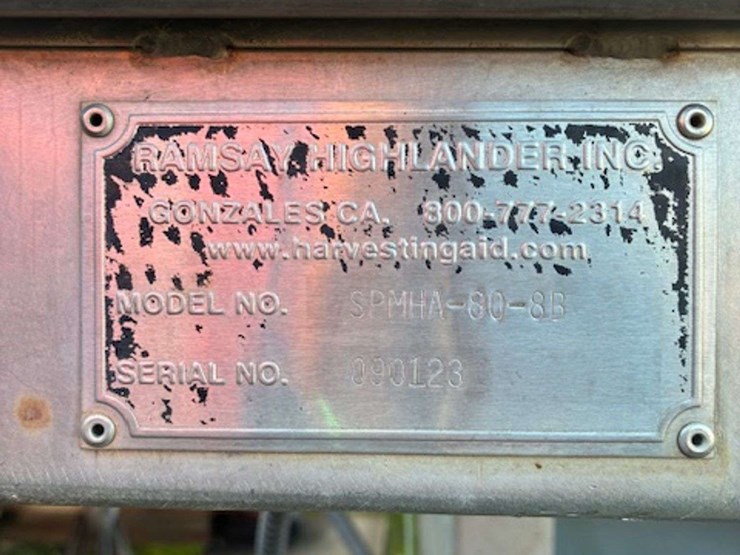 RAMSAY HIGHLANDER, INC.
GONZALES CA. 800-777-2314
www.harvestingaid.com
MODEL NO. SPMHA-80-8B
SERIAL NO. 090123